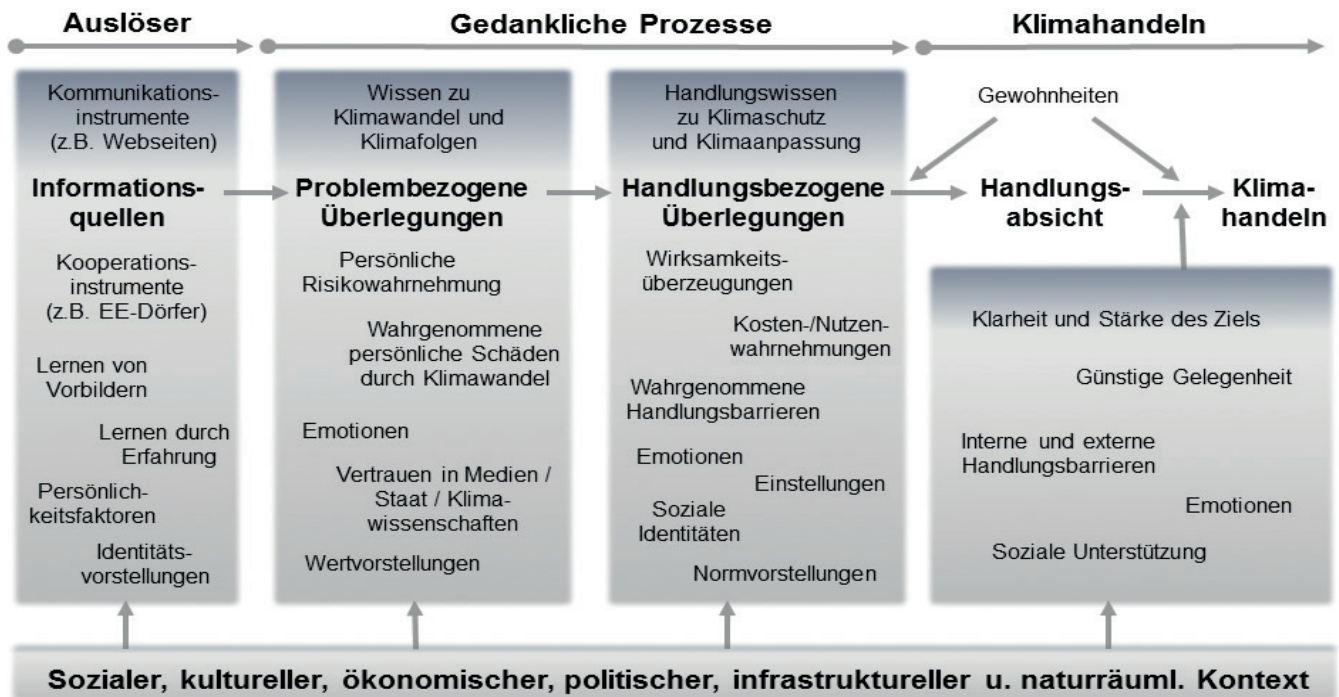 Auslöser
Gedankliche Prozesse
Klimahandeln
Kommunikations-
instrumente
(z.B. Webseiten)
Informations-
quellen
Kooperations-
instrumente
(z.B. EE-Dörfer)
Lernen von
Vorbildern
Lernen durch
Erfahrung
Persönlich-
keitsfaktoren
Identitäts-
vorstellungen
Wissen zu
Klimawandel und
Klimafolgen
Problembezogene
Überlegungen
Persönliche
Risikowahrnehmung
Wahrgenommene
persönliche Schäden
durch Klimawandel
Emotionen
Vertrauen in Medien /
Staat / Klima-
wissenschaften
Wertvorstellungen
Handlungswissen
zu Klimaschutz
und Klimaanpassung
Handlungsbezogene
Überlegungen
Wirksamkeits-
überzeugungen
Kosten-/Nutzen-
wahrnehmungen
Wahrgenommene
Handlungsbarrieren
Emotionen
Einstellungen
Soziale
Identitäten
Normvorstellungen
Gewohnheiten
Handlungs-
absicht
Klima-
handeln
Klarheit und Stärke des Ziels
Günstige Gelegenheit
Interne und externe
Handlungsbarrieren
Emotionen
Soziale Unterstützung
Sozialer, kultureller, ökonomischer, politischer, infrastruktureller u. naturräuml. Kontext